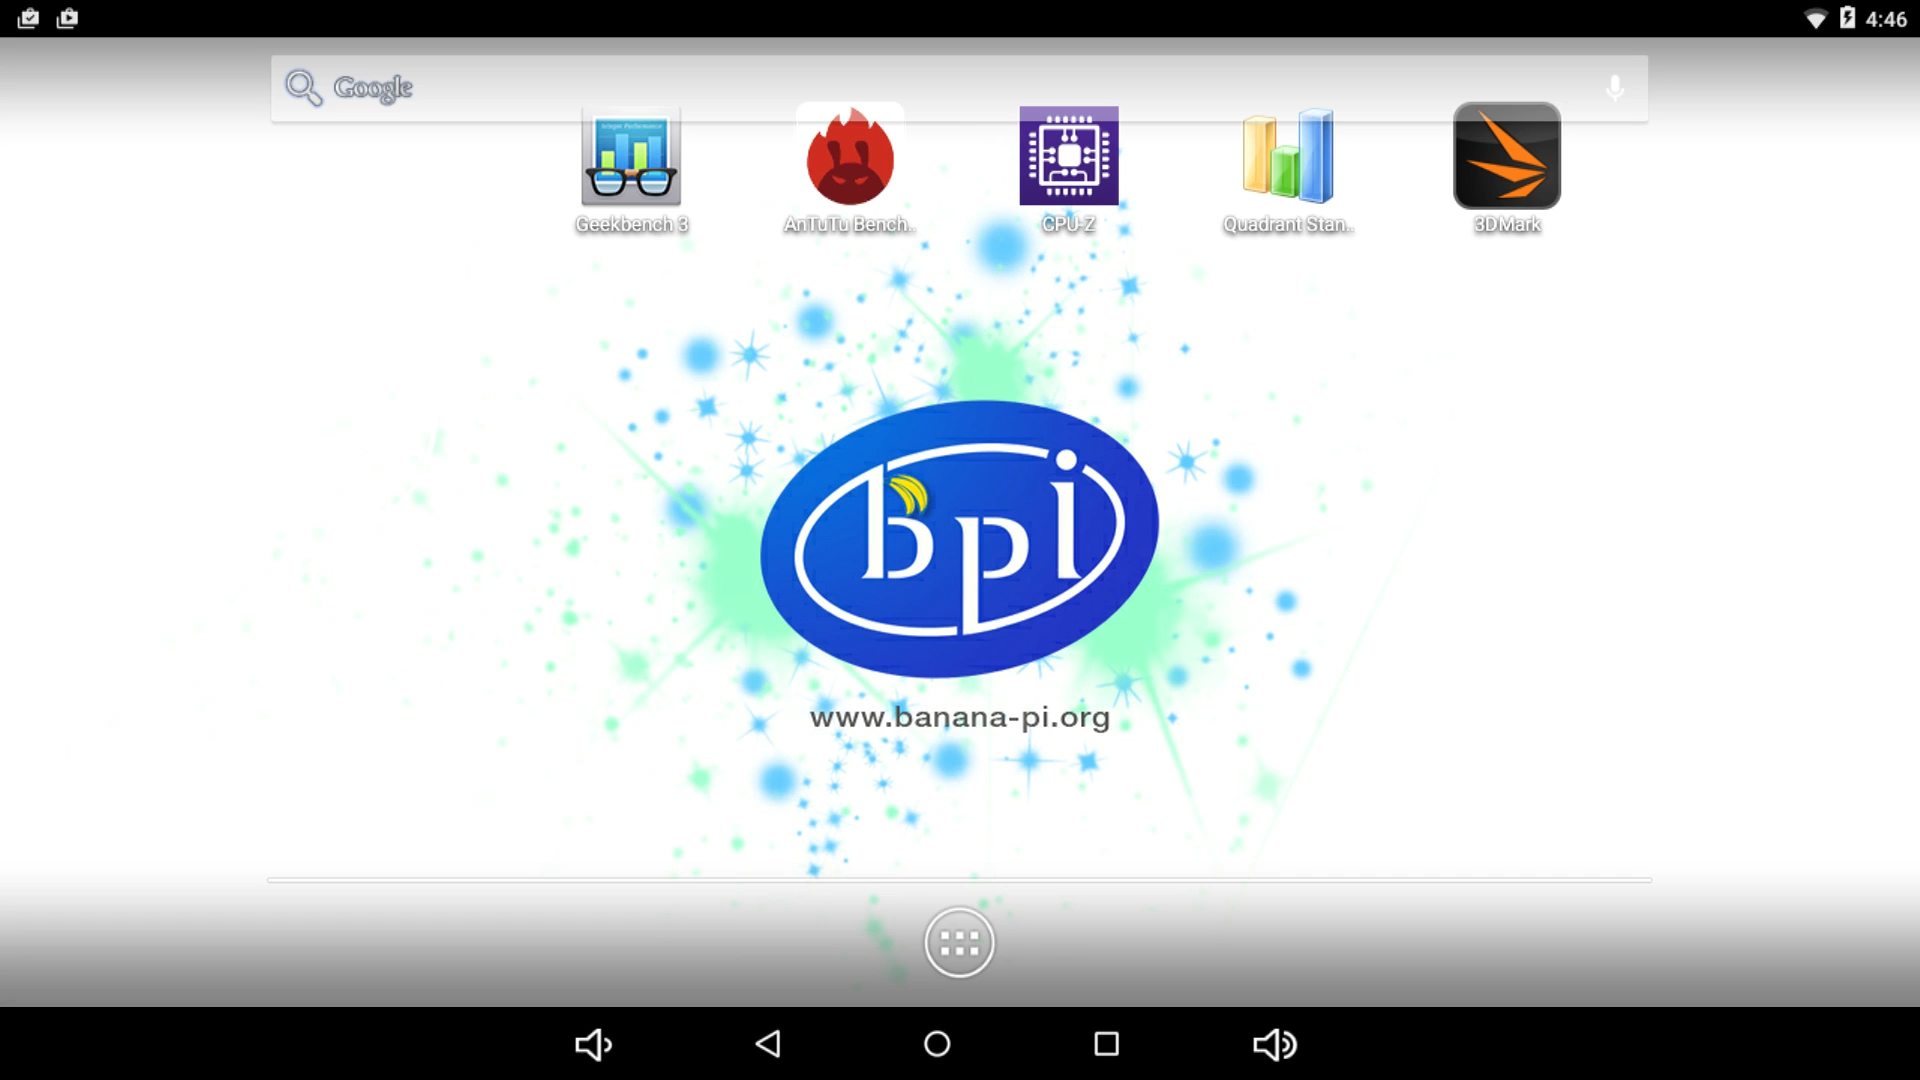 4:46
Google
Geekbench 3
AnTuTu Bench..
CPU-Z
Quadrant Stan..
3DMark
bpi
www.banana-pi.org